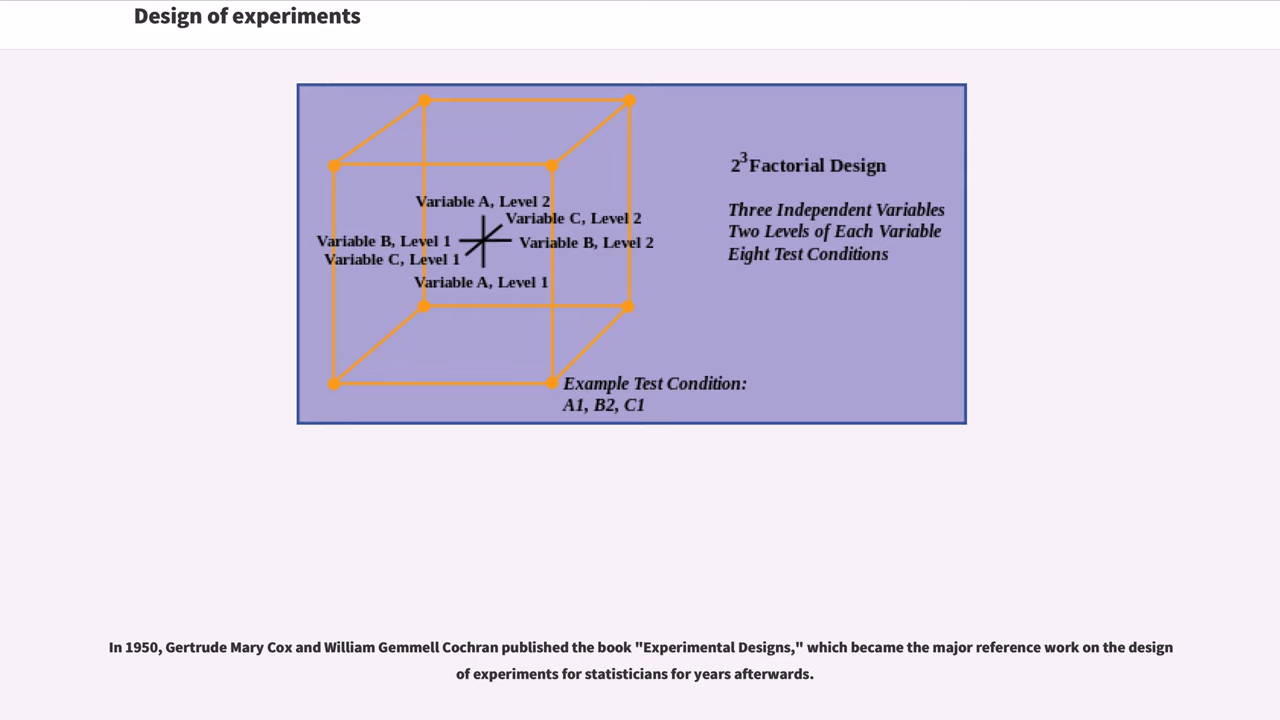 Design of experiments
2³ Factorial Design
Variable A, Level 2
Variable C, Level 2
Variable B, Level 1
Variable B, Level 2
Variable C, Level 1
Variable A, Level 1
Three Independent Variables
Two Levels of Each Variable
Eight Test Conditions
Example Test Condition:
A1, B2, C1
In 1950, Gertrude Mary Cox and William Gemmell Cochran published the book "Experimental Designs," which became the major reference work on the design
of experiments for statisticians for years afterwards.